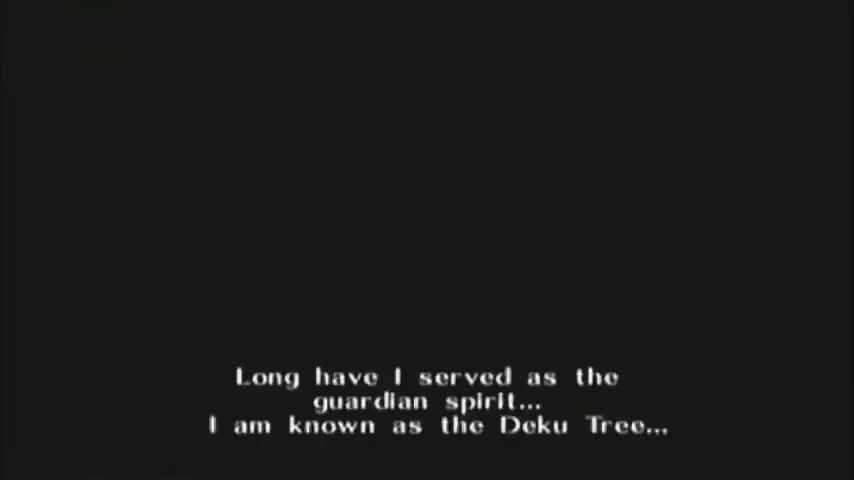 Long have I served as the
guardian spirit...
I am known as the Deku Tree...